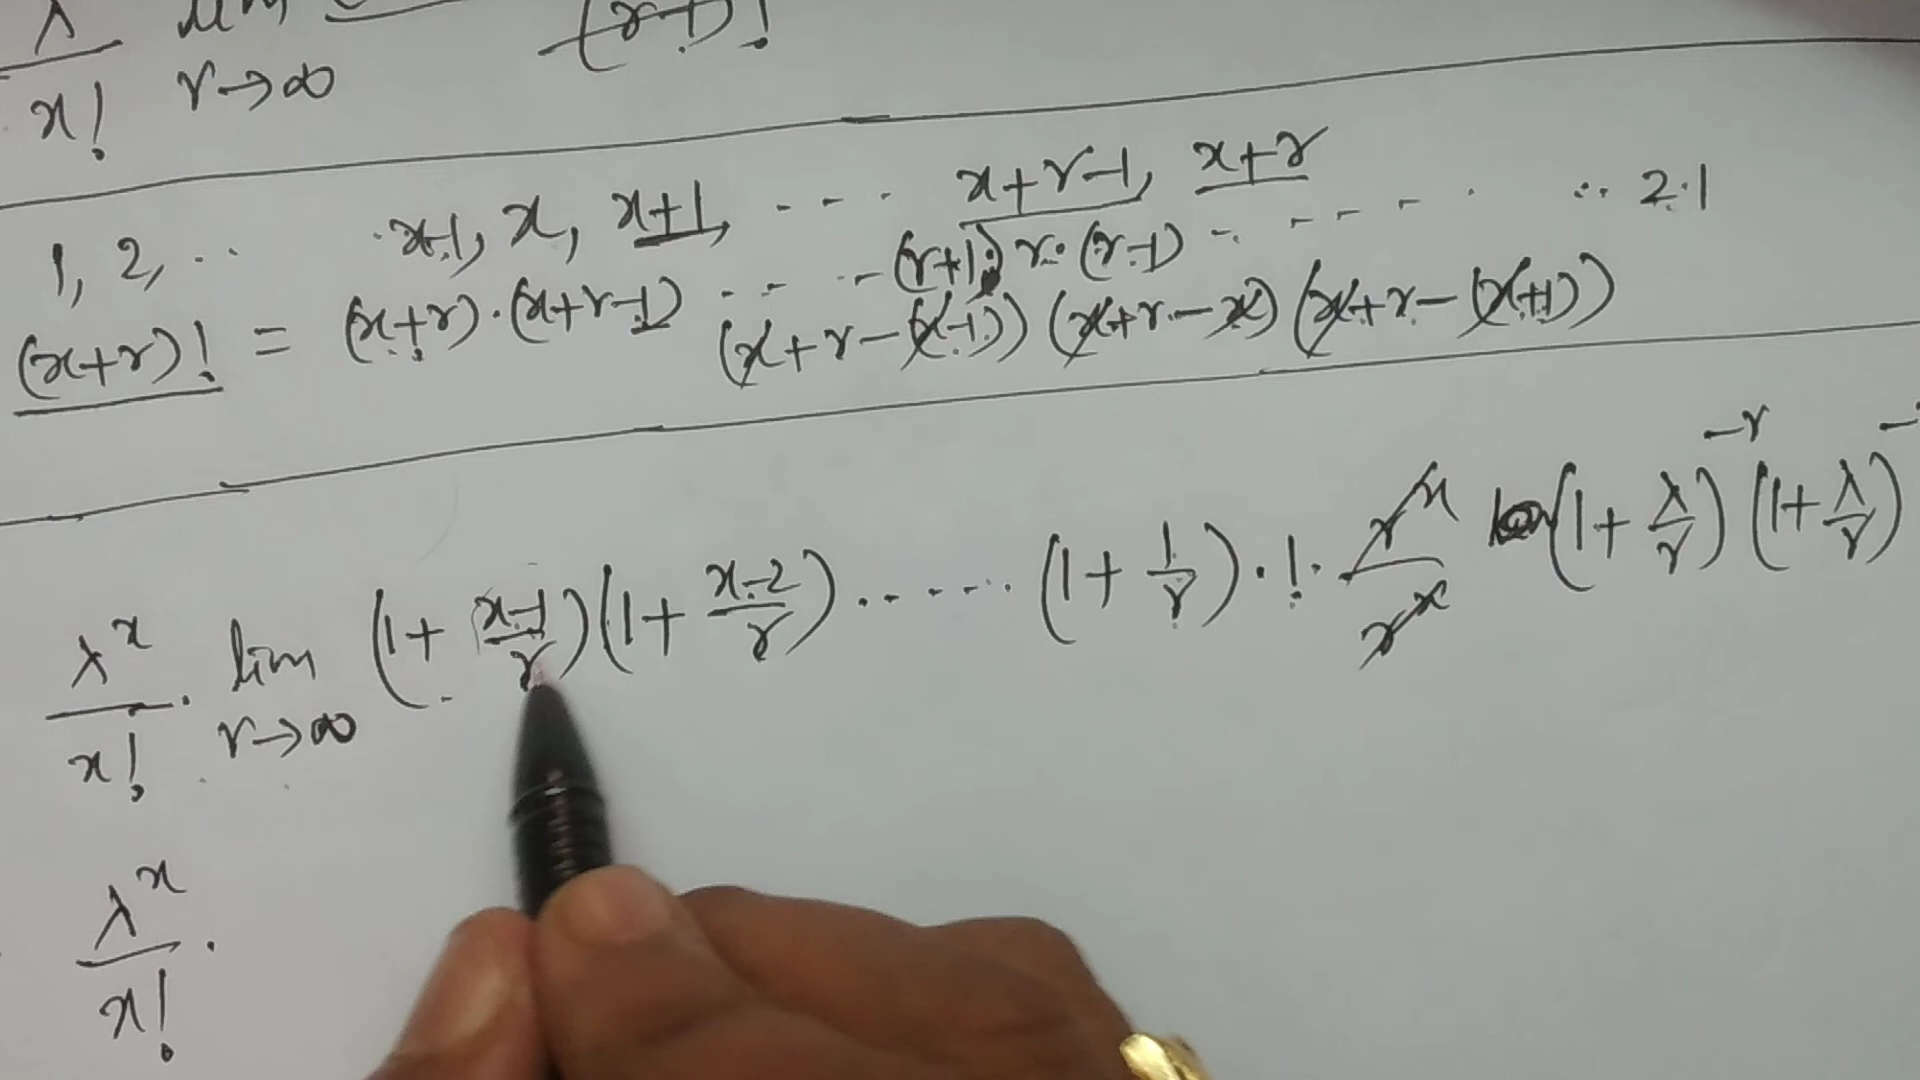 λ/x! lim r→∞ (r-1)!
1, 2, .. x-1, x, x+1, - - - . x+r-1, x+r
(x+r)! = (x+r)·(x+r-1) - - - - (r+1)· r·(r-1) - - - - - . ·· 2·1
(x+r-(x-1)) (x+r-x) (x+r-(x+1))
λ^x/x! · lim r→∞ (1+ (x-1)/r)(1+ (x-2)/r) ........ (1+ 1/r)·1· r^x/r^x (1+ λ/r)^-r (1+ λ/r)^-
λ^x/x! ·